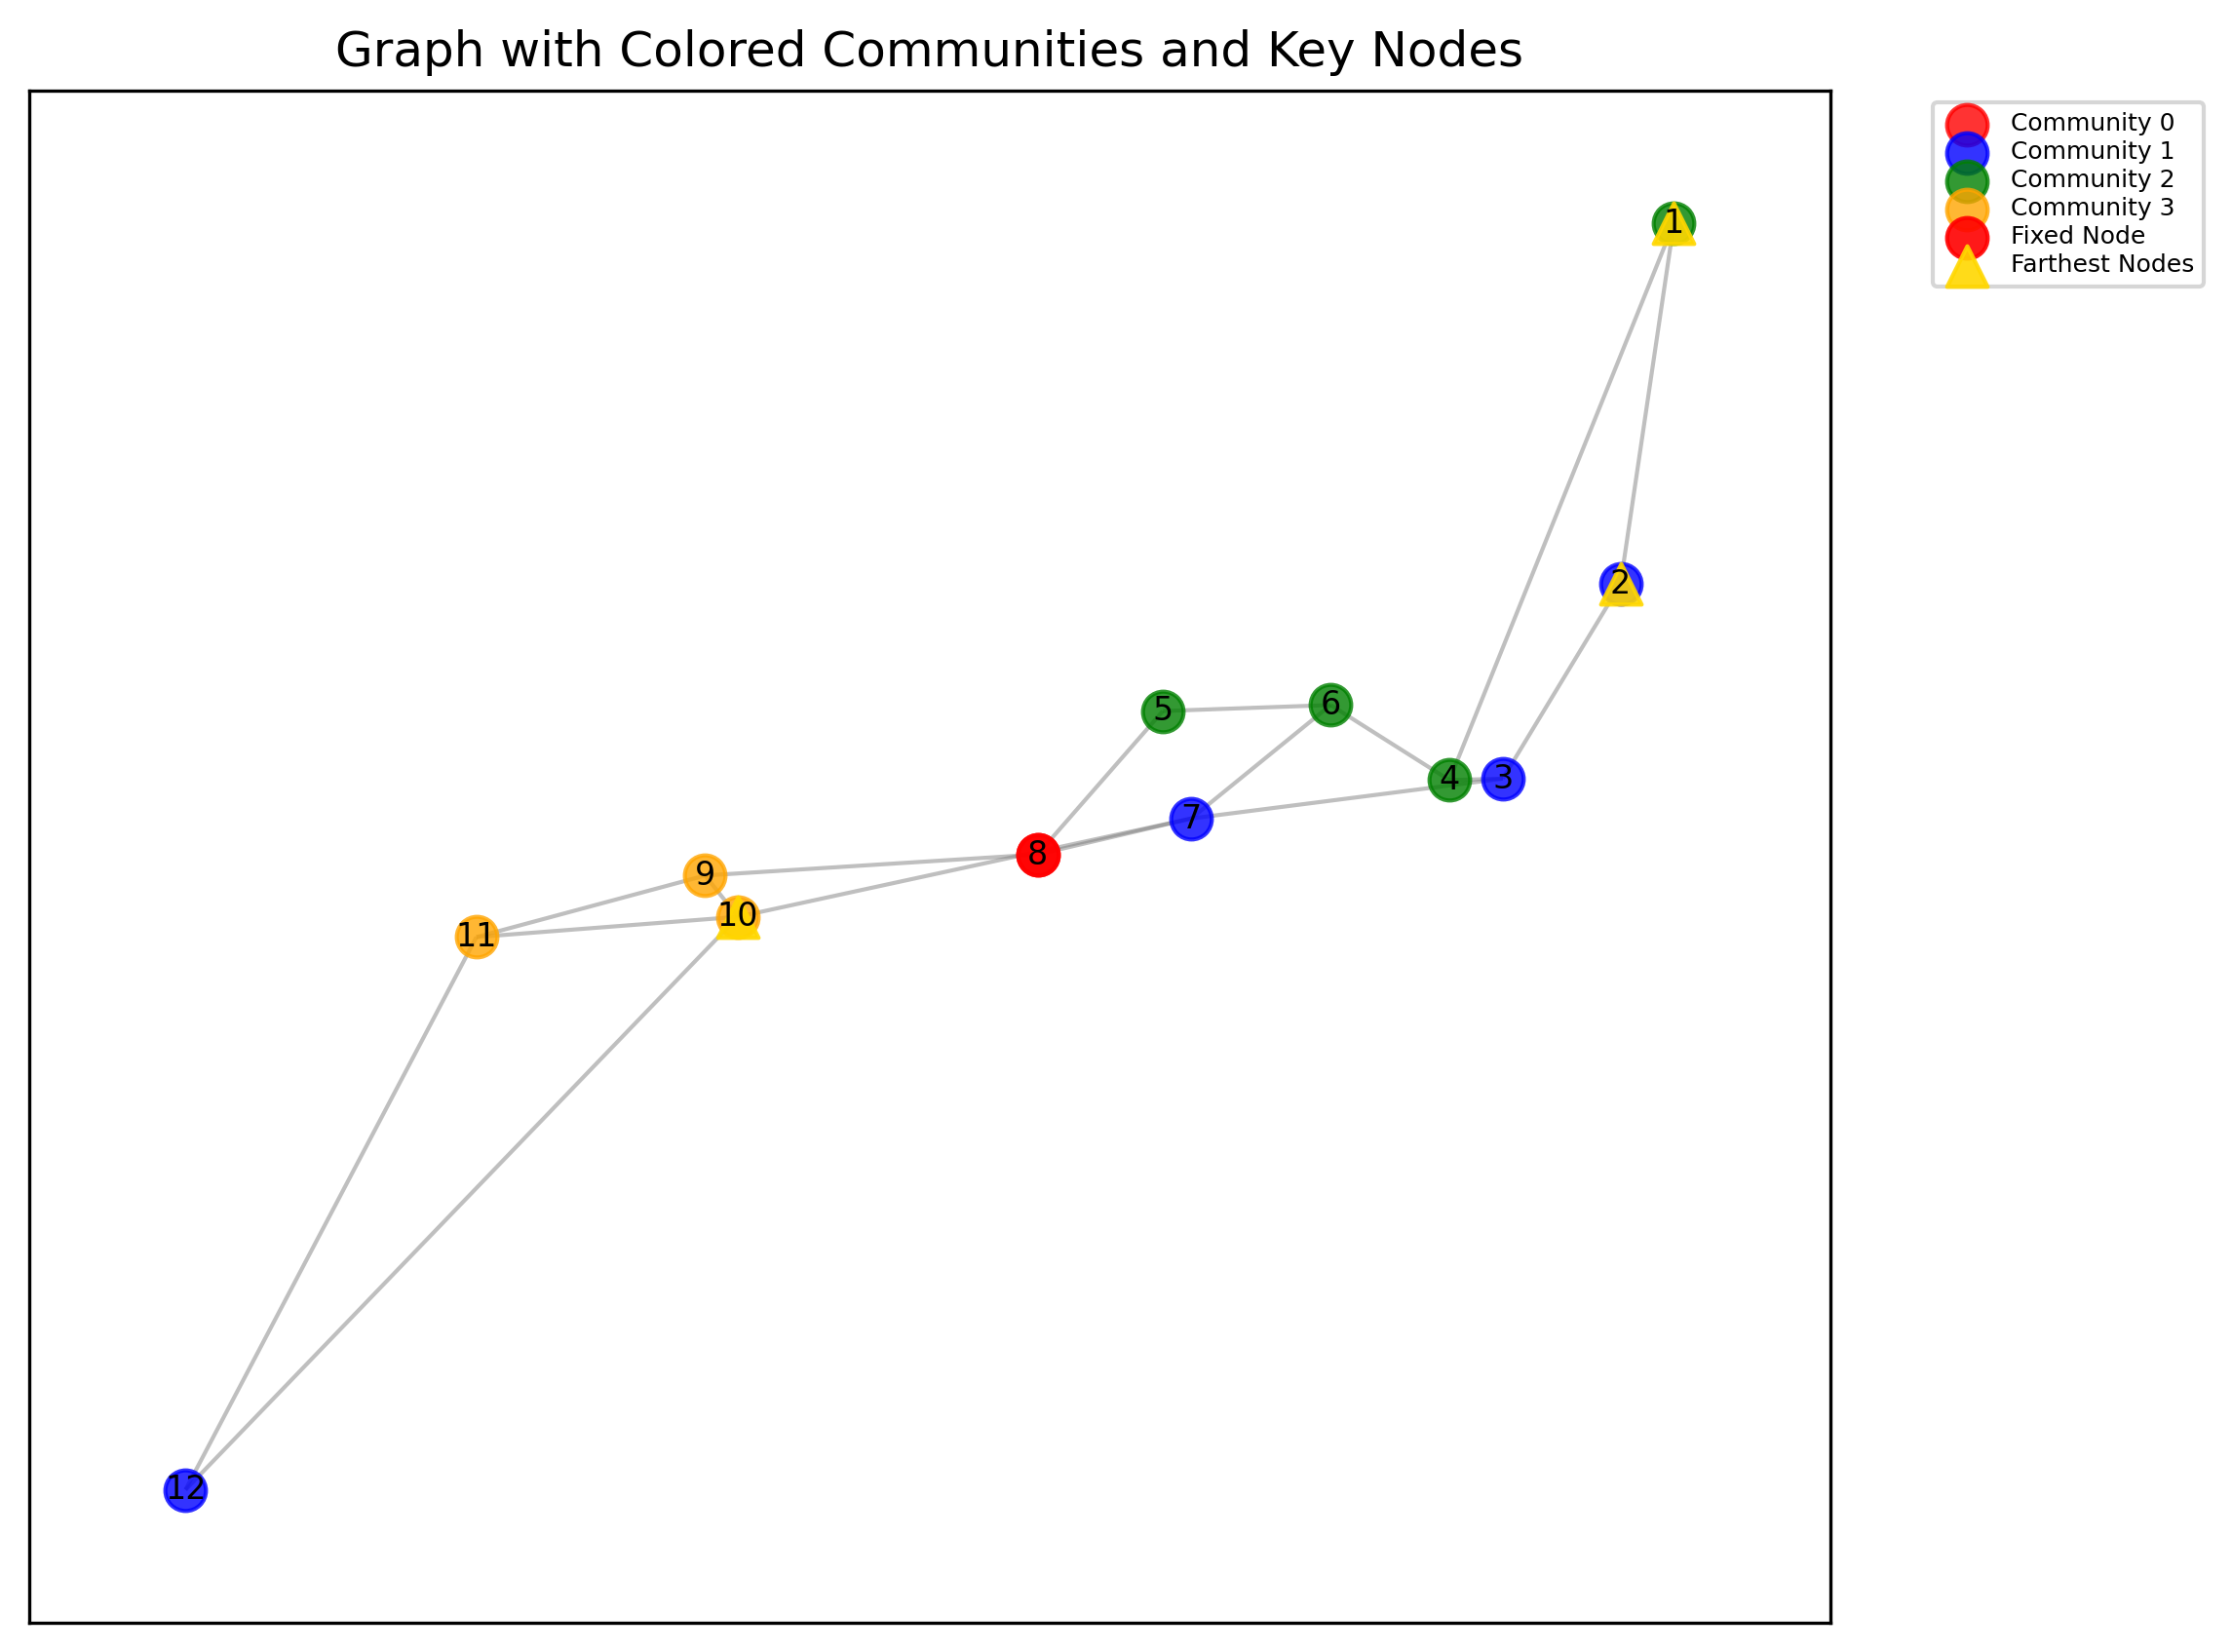 Graph with Colored Communities and Key Nodes
Community 0
Community 1
Community 2
Community 3
Fixed Node
Farthest Nodes
1
2
5
6
4
3
7
8
9
10
11
12